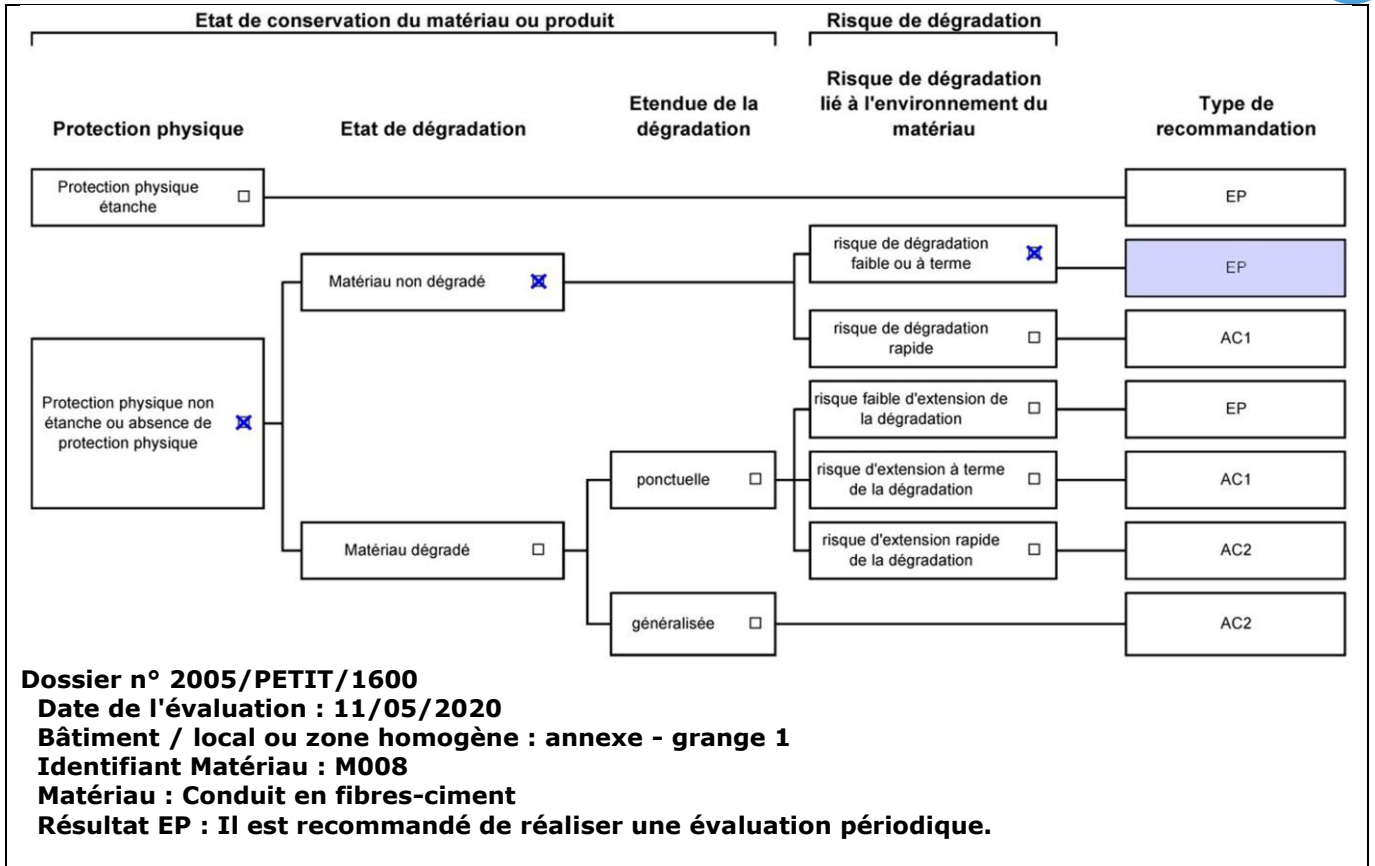 Etat de conservation du matériau ou produit
Risque de dégradation
Protection physique
Etat de dégradation
Etendue de la
dégradation
Risque de dégradation
lié à l'environnement du
matériau
Type de
recommandation
Protection physique
étanche
EP
risque de dégradation
faible ou à terme
EP
Matériau non dégradé
risque de dégradation
rapide
AC1
Protection physique non
étanche ou absence de
protection physique
risque faible d'extension de
la dégradation
EP
ponctuelle
risque d'extension à terme
de la dégradation
AC1
Matériau dégradé
risque d'extension rapide
de la dégradation
AC2
généralisée
AC2
Dossier n° 2005/PETIT/1600
Date de l'évaluation : 11/05/2020
Bâtiment / local ou zone homogène : annexe - grange 1
Identifiant Matériau : M008
Matériau : Conduit en fibres-ciment
Résultat EP : Il est recommandé de réaliser une évaluation périodique.